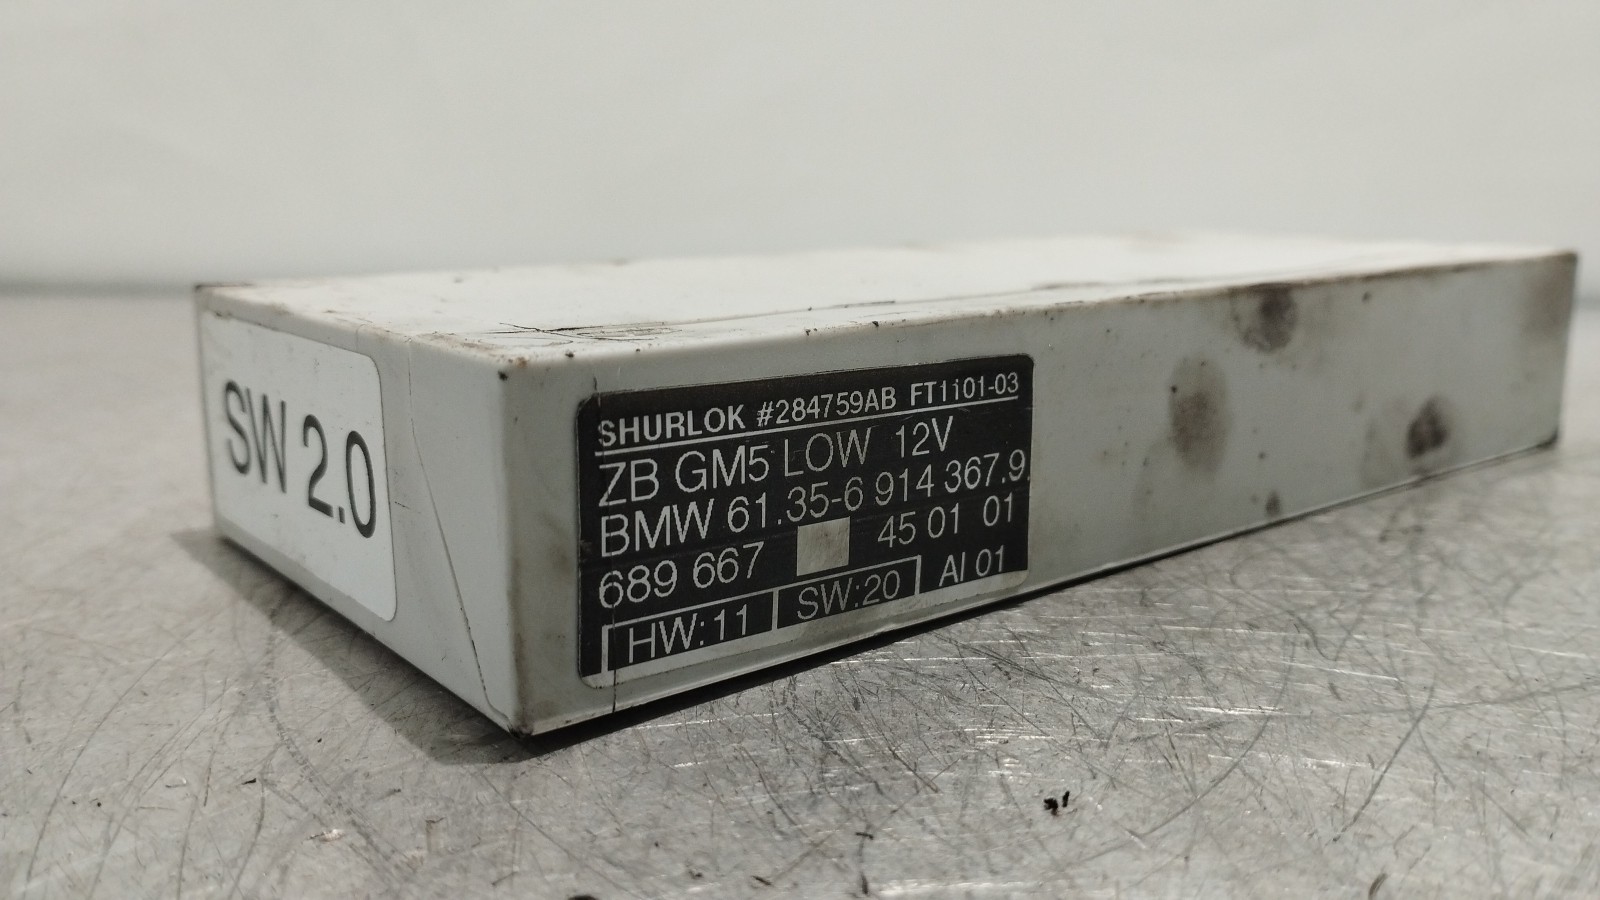 SW 2.0
SHURLOK #284759AB FT1i01-03
ZB GM5 LOW 12V
BMW 61.35-6 914 367.9
689 667 45 01 01
HW:11 SW:20 AI 01